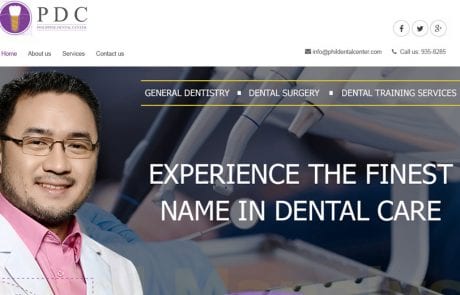 PDC
PHILIPPINE DENTAL CENTER
Home About us Services Contact us
info@phildentalcenter.com Call us: 935-8285
GENERAL DENTISTRY ■ DENTAL SURGERY ■ DENTAL TRAINING SERVICES
EXPERIENCE THE FINEST
NAME IN DENTAL CARE